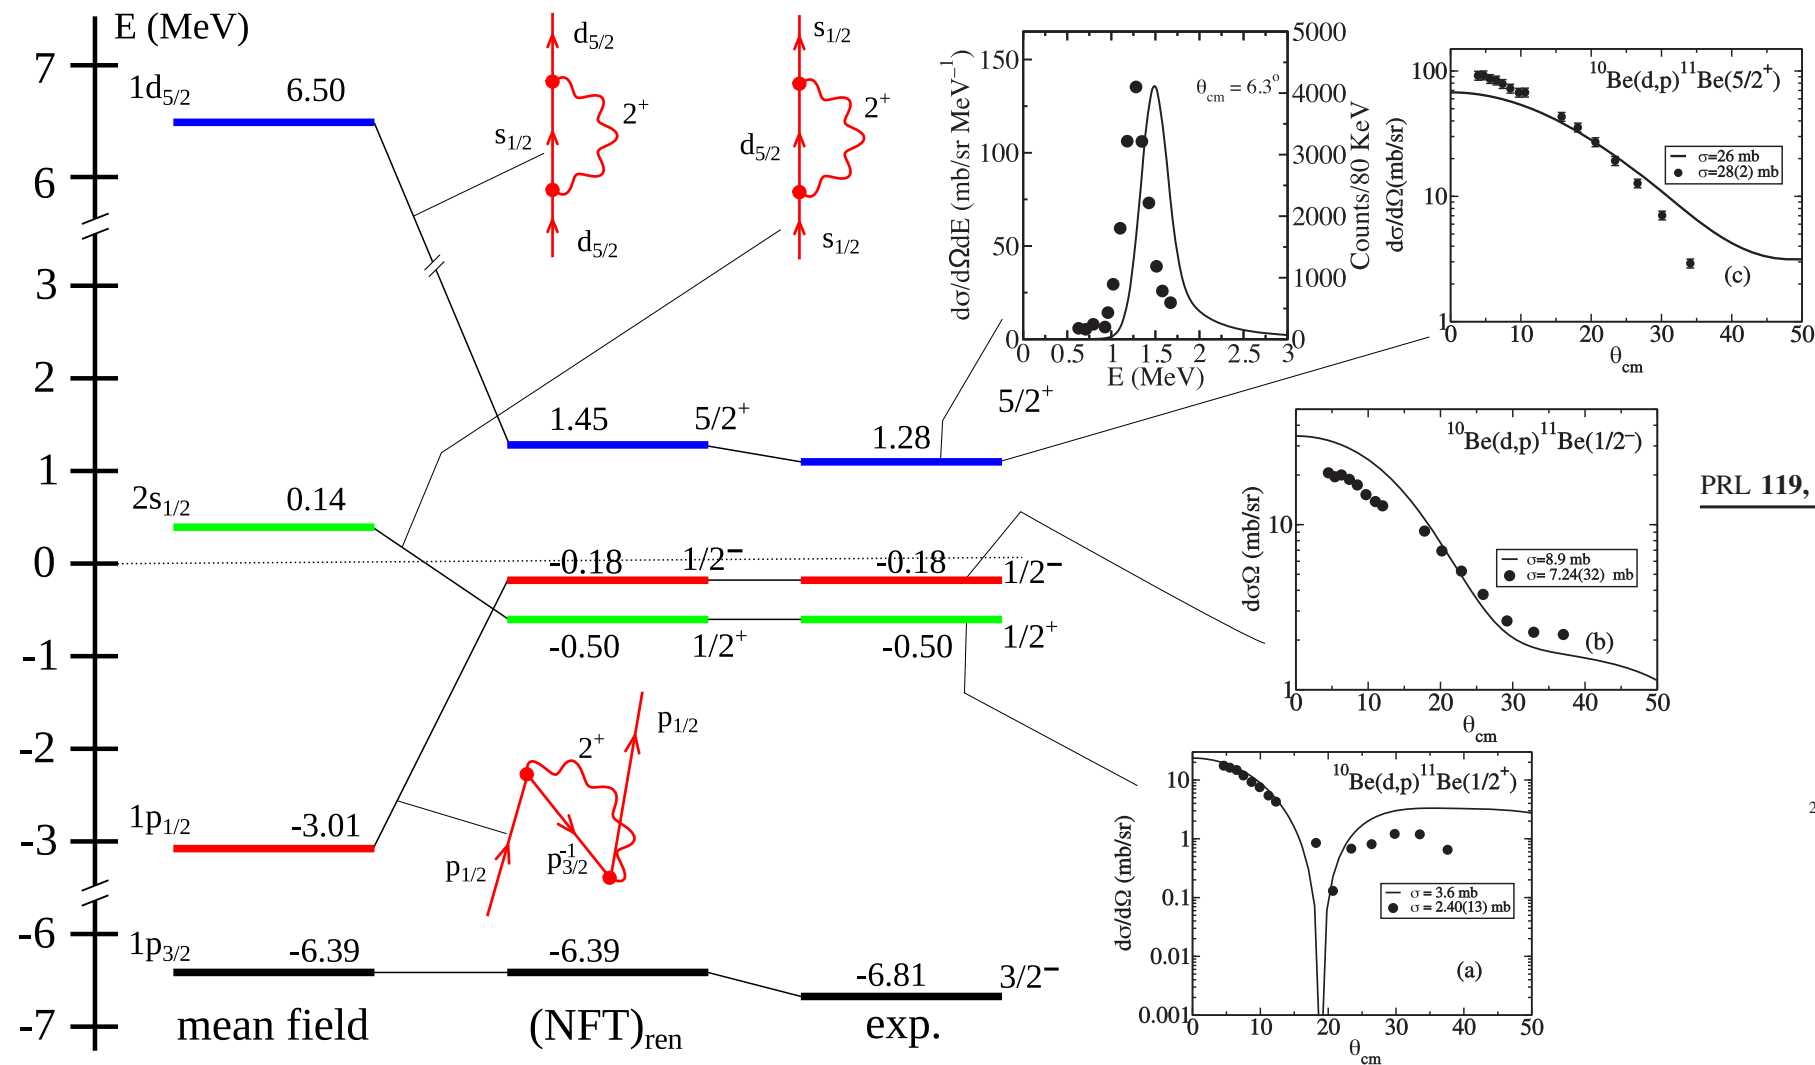 E (MeV)
7
6
3
2
1
0
-1
-2
-3
-6
-7
1d5/2
6.50
2s1/2
0.14
1p1/2
-3.01
1p3/2
-6.39
mean field
d5/2
s1/2
2+
d5/2
s1/2
d5/2
2+
s1/2
1.45
5/2+
-0.18
1/2−
-0.50
1/2+
p1/2
2+
p3/2-1
p1/2
-6.39
(NFT)ren
1.28
5/2+
-0.18
1/2−
-0.50
1/2+
-6.81
3/2−
exp.
dσ/dΩdE (mb/sr MeV−1)
150
100
50
0
θcm = 6.3o
5000
4000
3000
2000
1000
0
Counts/80 KeV
0 0.5 1 1.5 2 2.5 3
E (MeV)
dσ/dΩ(mb/sr)
100
10
1
10Be(d,p)11Be(5/2+)
σ=26 mb
σ=28(2) mb
(c)
0 10 20 30 40 50
θcm
dσΩ (mb/sr)
10
1
10Be(d,p)11Be(1/2−)
σ=8.9 mb
σ= 7.24(32) mb
(b)
0 10 20 30 40 50
θcm
PRL 119,
2
dσ/dΩ (mb/sr)
10
1
0.1
0.01
0.001
10Be(d,p)11Be(1/2+)
σ = 3.6 mb
σ = 2.40(13) mb
(a)
0 10 20 30 40 50
θcm